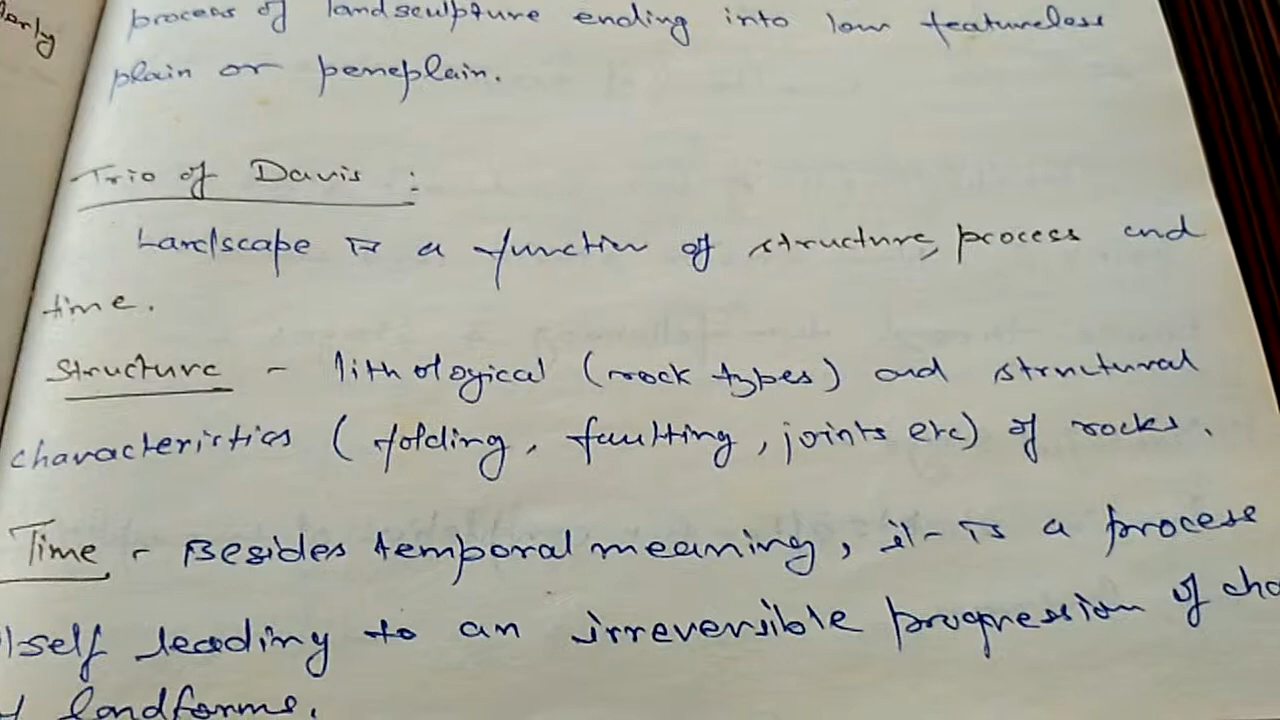 process of landsculpture ending into low featureless
plain or peneplain.
Trio of Davis :
Landscape is a function of structure, process and
time.
Structure - lithological (rock types) and structural
characteristics (folding, faulting, joints etc) of rocks.
Time - Besides temporal meaning, it is a process
itself leading to an irreversible progression of
landforms.